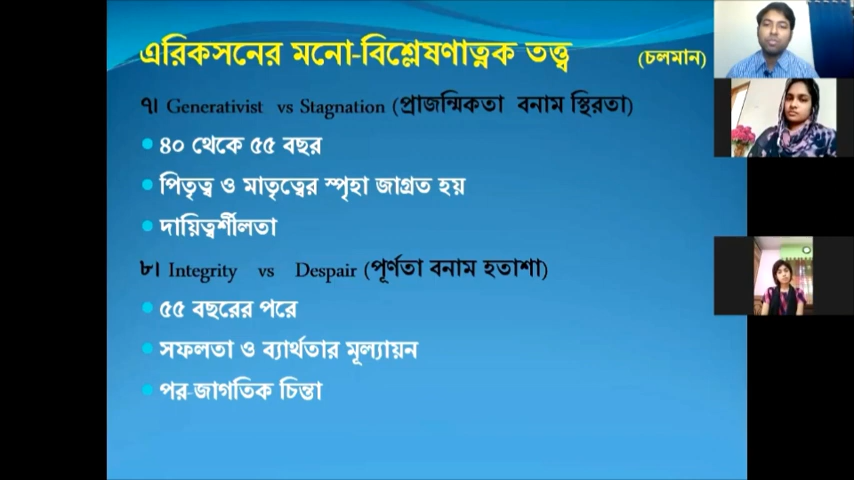 এরিকসনের মনো-বিশ্লেষণাত্নক তত্ত্ব (চলমান)
৭। Generativist vs Stagnation (প্রাজন্মিকতা বনাম স্থিরতা)
৪০ থেকে ৫৫ বছর
পিতৃত্ব ও মাতৃত্বের স্পৃহা জাগ্রত হয়
দায়িত্বশীলতা
৮। Integrity vs Despair (পূর্ণতা বনাম হতাশা)
৫৫ বছরের পরে
সফলতা ও ব্যার্থতার মূল্যায়ন
পর-জাগতিক চিন্তা